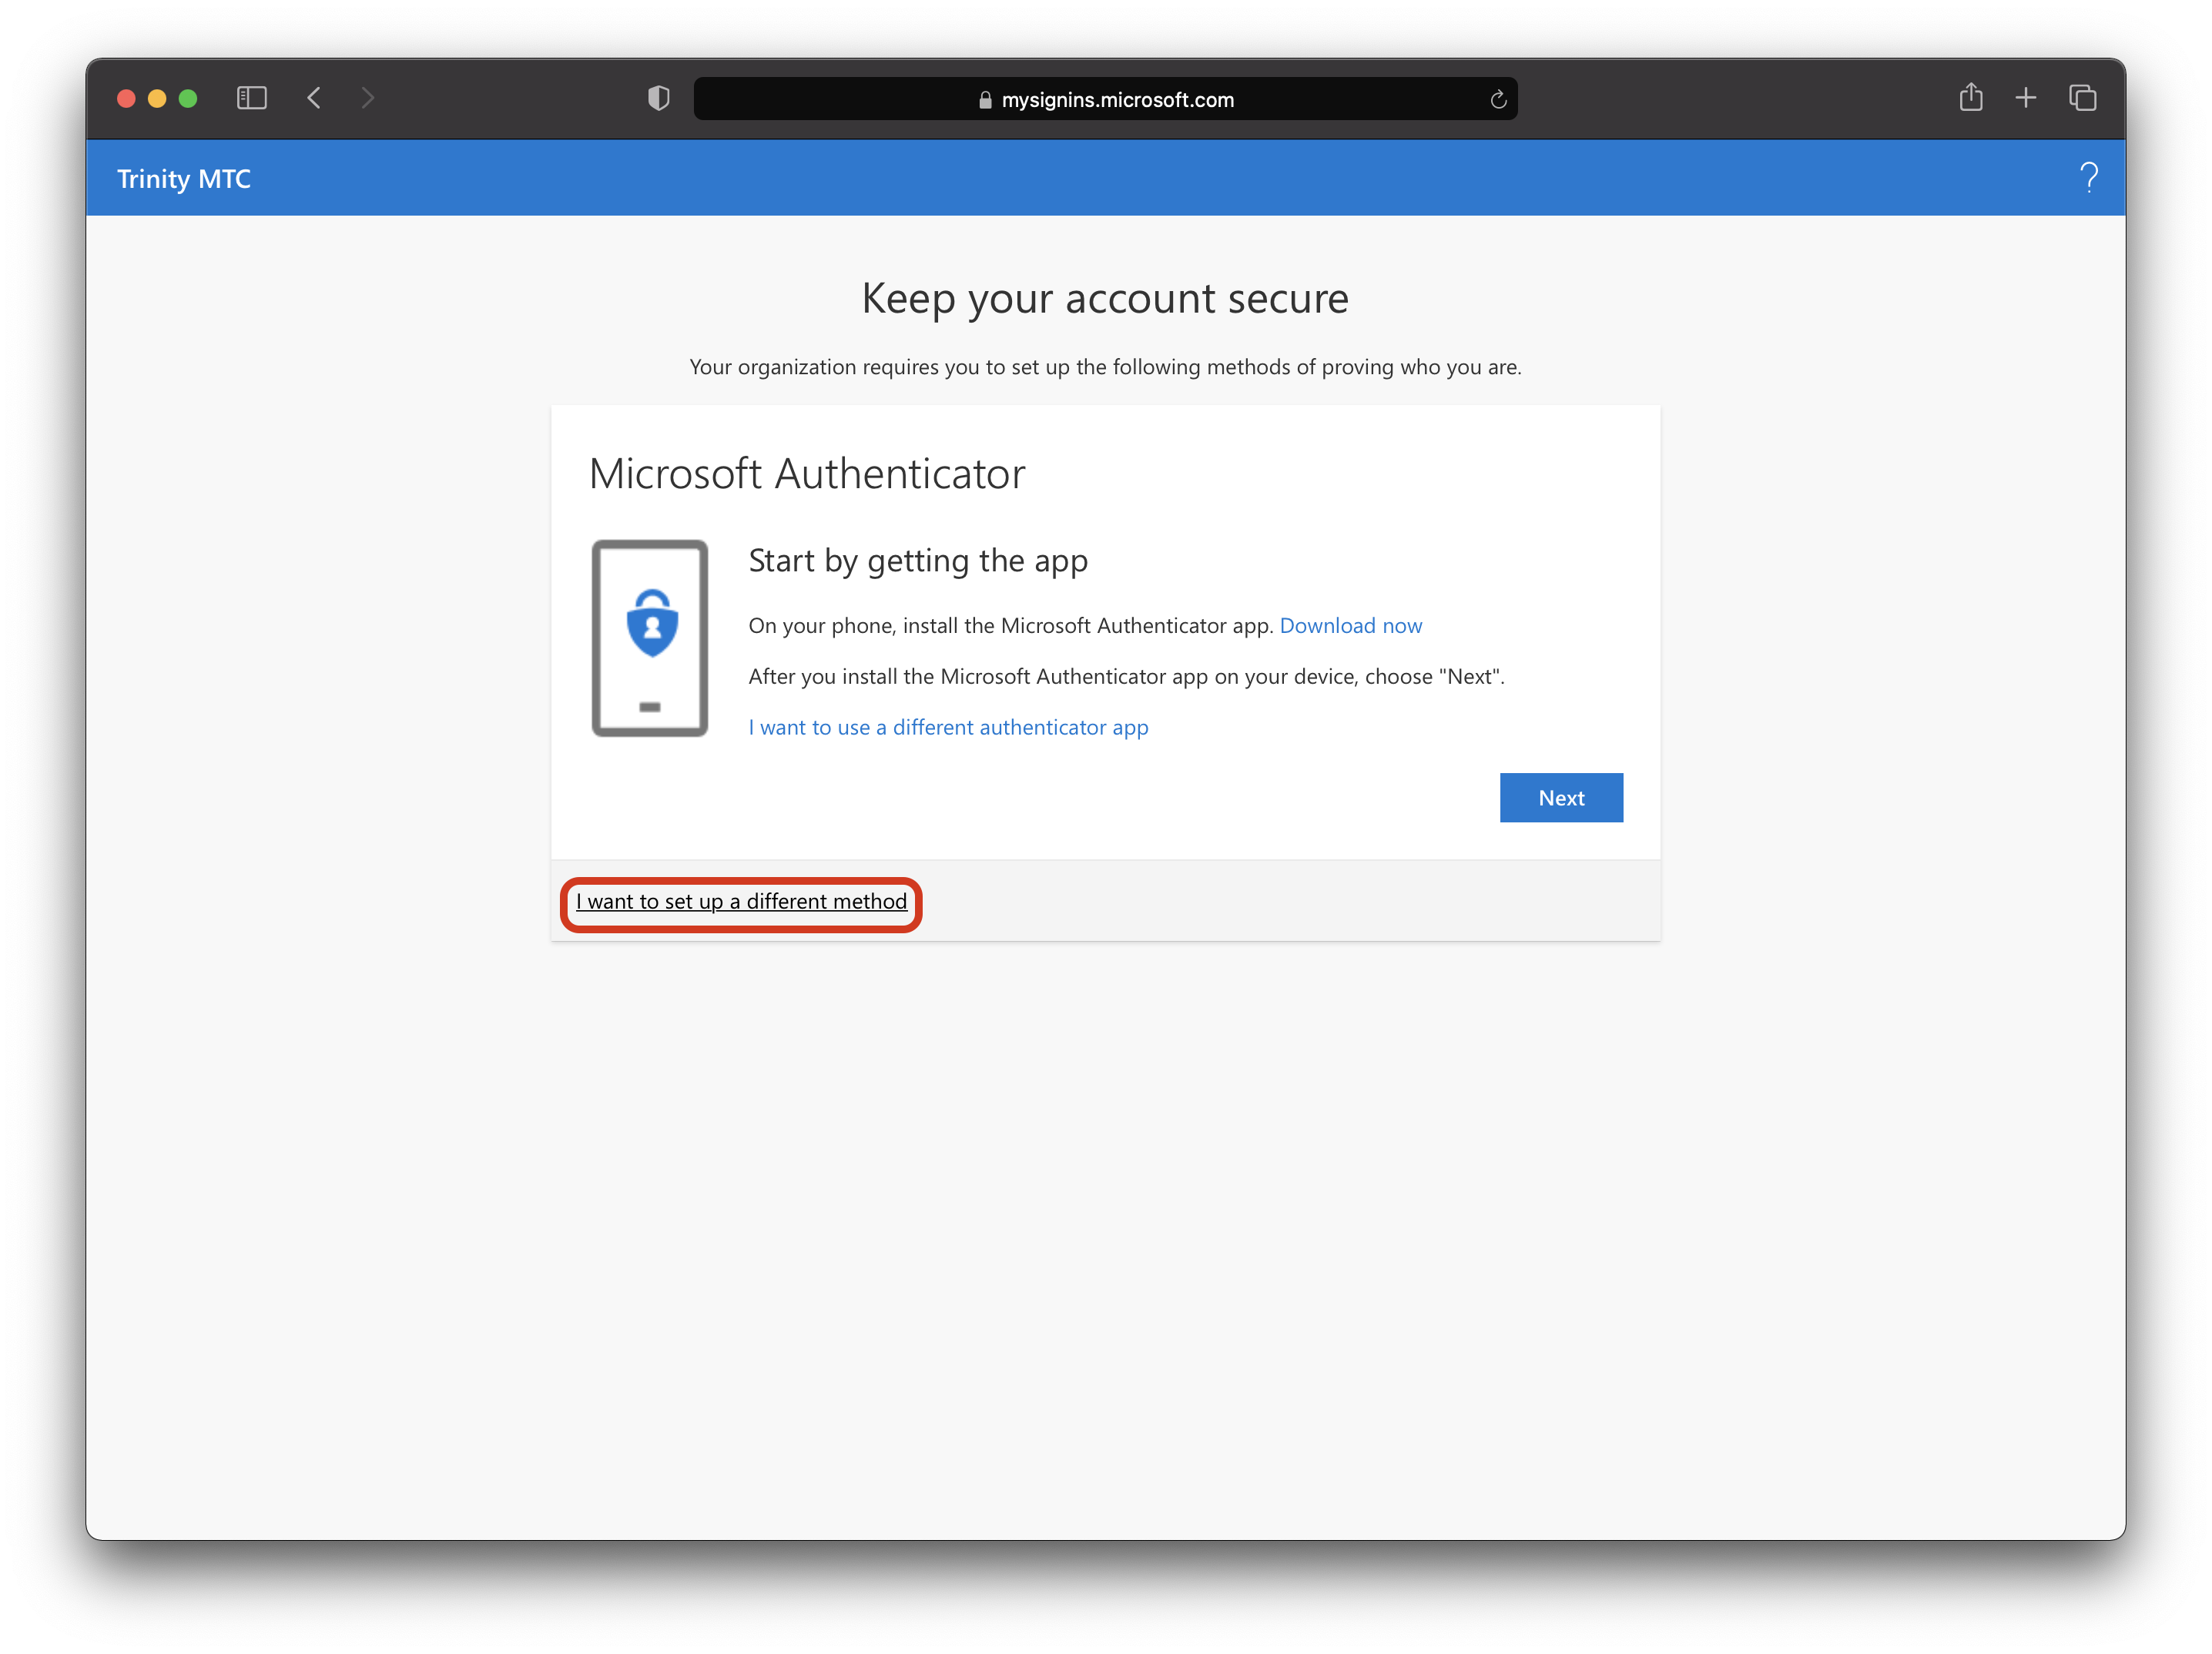 mysignins.microsoft.com
Trinity MTC
?
Keep your account secure
Your organization requires you to set up the following methods of proving who you are.
Microsoft Authenticator
Start by getting the app
On your phone, install the Microsoft Authenticator app. Download now
After you install the Microsoft Authenticator app on your device, choose "Next".
I want to use a different authenticator app
Next
I want to set up a different method